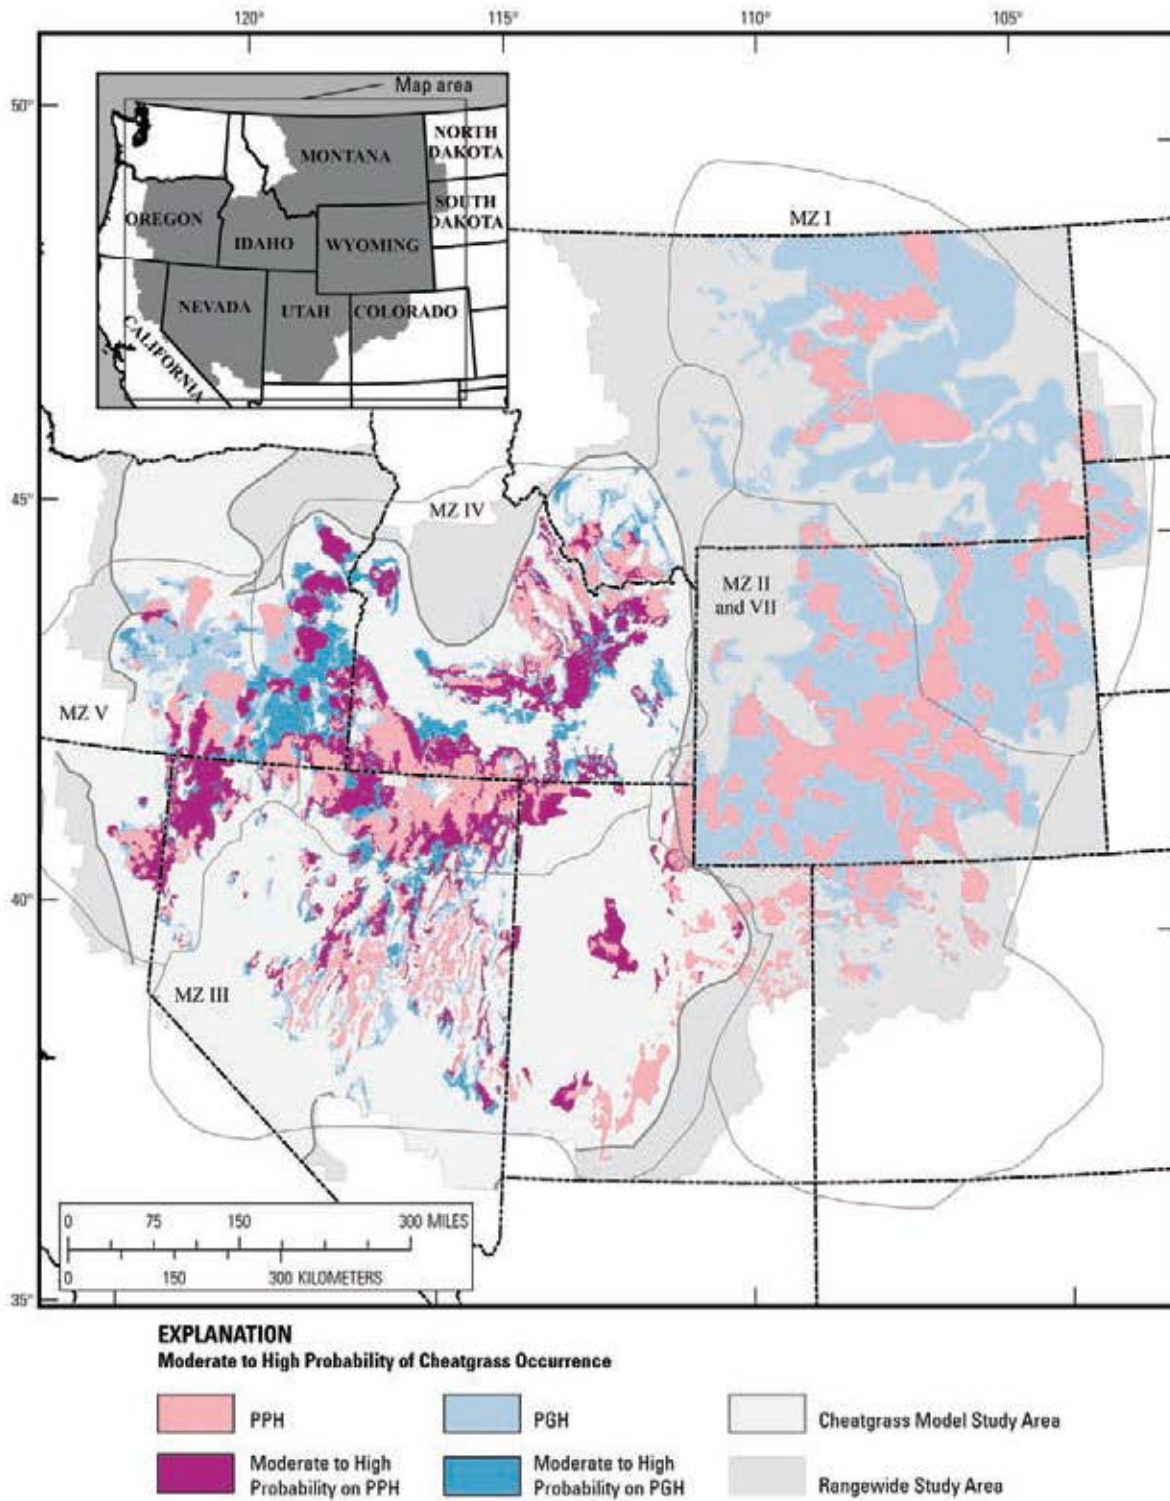 120°
115°
110°
105°
50°
Map area
NORTH
DAKOTA
MONTANA
SOUTH
DAKOTA
OREGON
IDAHO
WYOMING
NEVADA
UTAH
COLORADO
CALIFORNIA
MZ I
45°
MZ IV
MZ II
and VII
MZ V
40°
MZ III
0 75 150 300 MILES
0 150 300 KILOMETERS
35°
EXPLANATION
Moderate to High Probability of Cheatgrass Occurrence
PPH
PGH
Cheatgrass Model Study Area
Moderate to High
Probability on PPH
Moderate to High
Probability on PGH
Rangewide Study Area